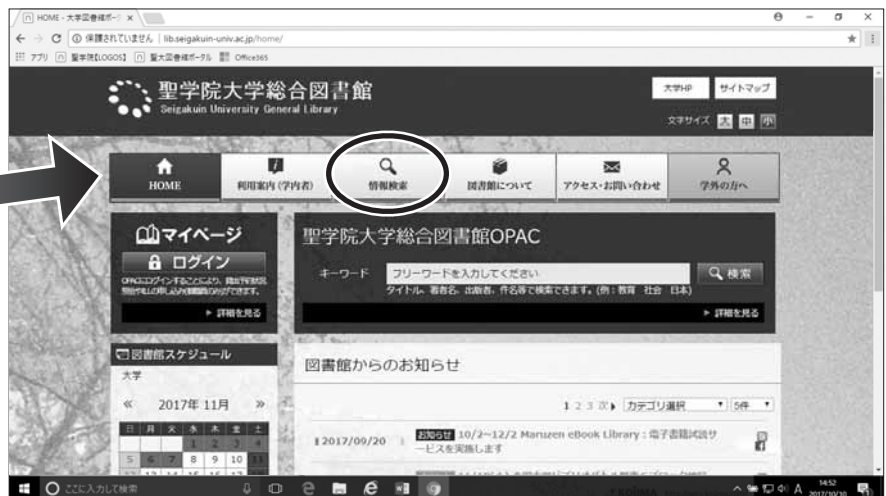 HOME - 大学図書館ポー
保護されていません | lib.seigakuin-univ.ac.jp/home/
アプリ 聖学院【LOGOS】 聖大図書館ポータル Office365
聖学院大学総合図書館
Seigakuin University General Library
大学HP サイトマップ
文字サイズ 大 中 小
HOME 利用案内(学内者) 情報検索 図書館について アクセス・お問い合わせ 学外の方へ
マイページ
ログイン
詳細を見る
聖学院大学総合図書館OPAC
キーワード フリーワードを入力してください 検索
タイトル、著者名、出版者、件名等で検索できます。(例：教育 社会 日本)
詳細を見る
図書館スケジュール
大学
« 2017年 11月 »
日 月 火 水 木 金 土
1 2 3 4
5 6 7 8 9 10 11
図書館からのお知らせ
1 2 3 次 カテゴリ選択 5件
2017/09/20 お知らせ 10/2~12/2 Maruzen eBook Library：電子書籍試読サ
ービスを実施します
ここに入力して検索
A 14:52
2017/10/10